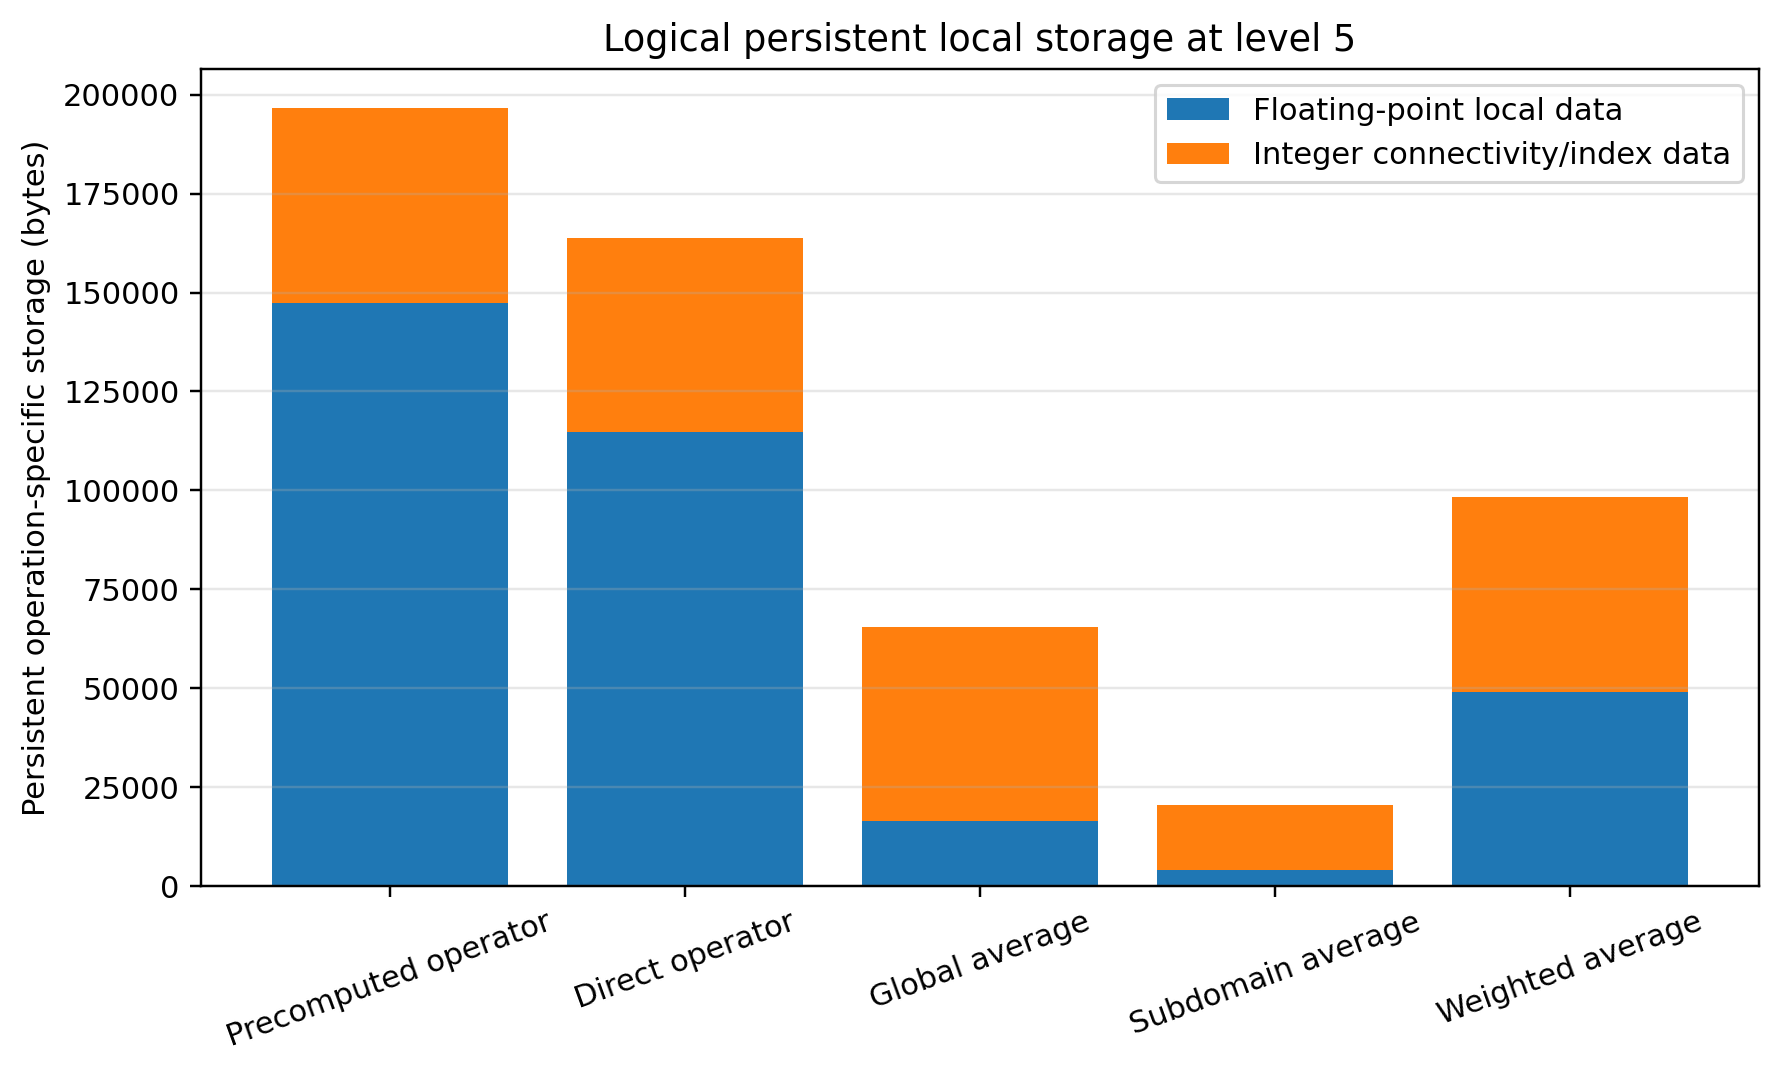 Logical persistent local storage at level 5
Floating-point local data
Integer connectivity/index data
Persistent operation-specific storage (bytes)
200000
175000
150000
125000
100000
75000
50000
25000
0
Precomputed operator
Direct operator
Global average
Subdomain average
Weighted average